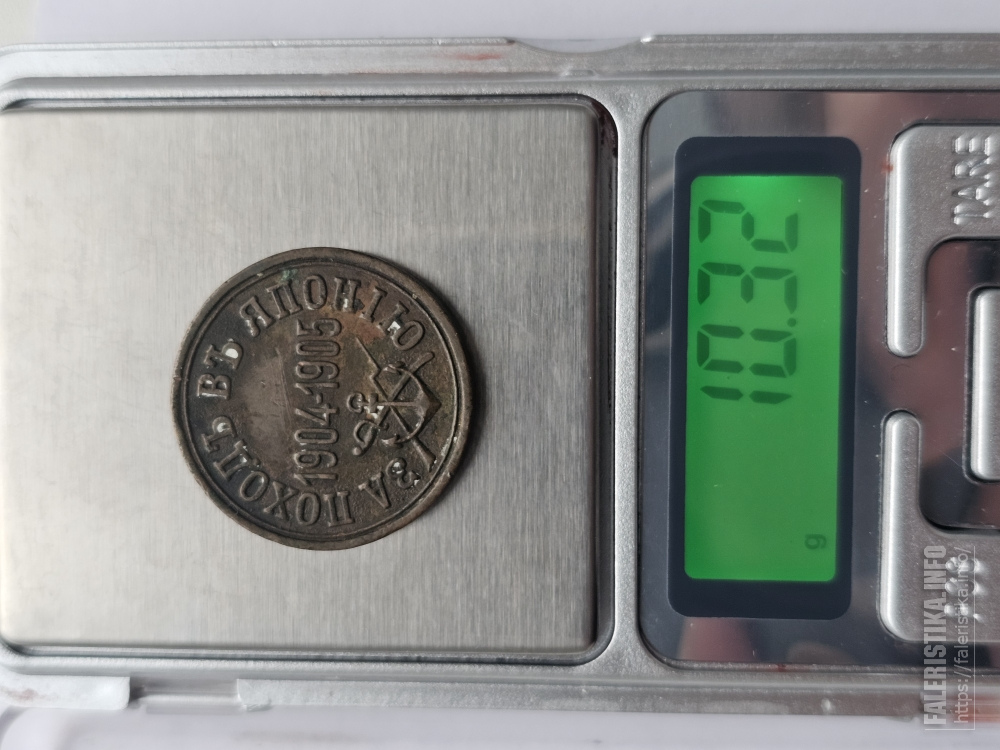 ЗА ПОХОДЪ ВЪ ЯПОНІЮ
1904-1905
10.32
g
TARE
FALERISTIKA.INFO
https://faleristika.info/